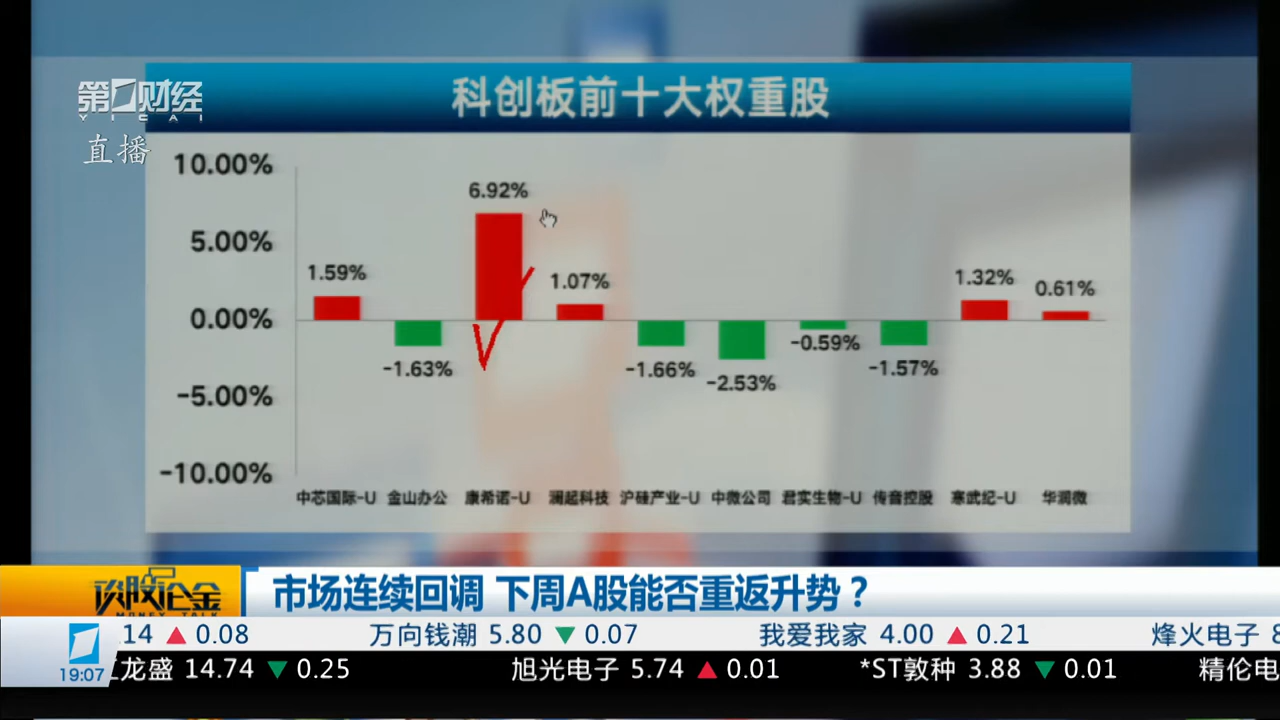 第一财经
YICAI
直播
科创板前十大权重股
10.00%
5.00%
0.00%
-5.00%
-10.00%
1.59%
-1.63%
6.92%
1.07%
-1.66%
-2.53%
-0.59%
-1.57%
1.32%
0.61%
中芯国际-U 金山办公 康希诺-U 澜起科技 沪硅产业-U 中微公司 君实生物-U 传音控股 寒武纪-U 华润微
谈股论金
MONEY TALK
市场连续回调 下周A股能否重返升势？
14 ▲ 0.08 万向钱潮 5.80 ▼ 0.07 我爱我家 4.00 ▲ 0.21 烽火电子
19:07
龙盛 14.74 ▼ 0.25 旭光电子 5.74 ▲ 0.01 *ST敦种 3.88 ▼ 0.01 精伦电